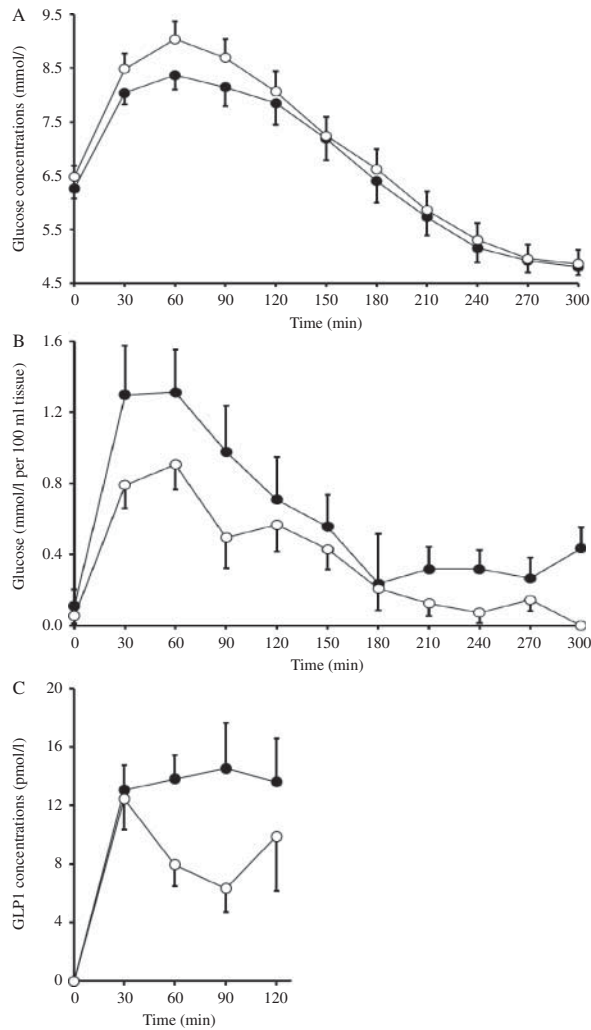 A
Glucose concentrations (mmol/)
9.5
8.5
7.5
6.5
5.5
4.5
0 30 60 90 120 150 180 210 240 270 300
Time (min)
B
Glucose (mmol/l per 100 ml tissue)
1.6
1.2
0.8
0.4
0.0
0 30 60 90 120 150 180 210 240 270 300
Time (min)
C
GLP1 concentrations (pmol/l)
20
16
12
8
4
0
0 30 60 90 120
Time (min)